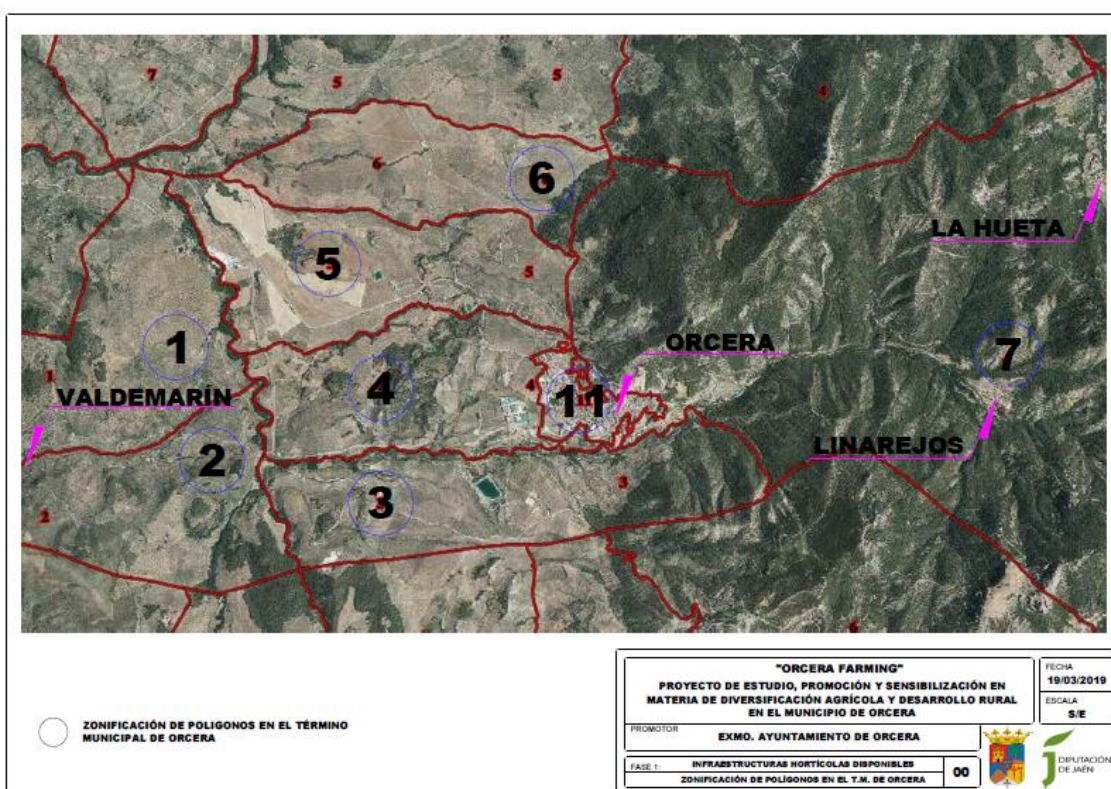 7
5
5
4
6
6
LA HUETA
5
5
1
ORCERA
7
1
VALDEMARÍN
4
4
11
LINAREJOS
2
3
3
2
6
ZONIFICACIÓN DE POLIGONOS EN EL TÉRMINO
MUNICIPAL DE ORCERA
"ORCERA FARMING"
PROYECTO DE ESTUDIO, PROMOCIÓN Y SENSIBILIZACIÓN EN
MATERIA DE DIVERSIFICACIÓN AGRÍCOLA Y DESARROLLO RURAL
EN EL MUNICIPIO DE ORCERA
FECHA
19/03/2019
ESCALA
S/E
PROMOTOR
EXMO. AYUNTAMIENTO DE ORCERA
FASE 1:
INFRAESTRUCTURAS HORTÍCOLAS DISPONIBLES
ZONIFICACIÓN DE POLÍGONOS EN EL T.M. DE ORCERA
00
DIPUTACIÓN
DE JAÉN